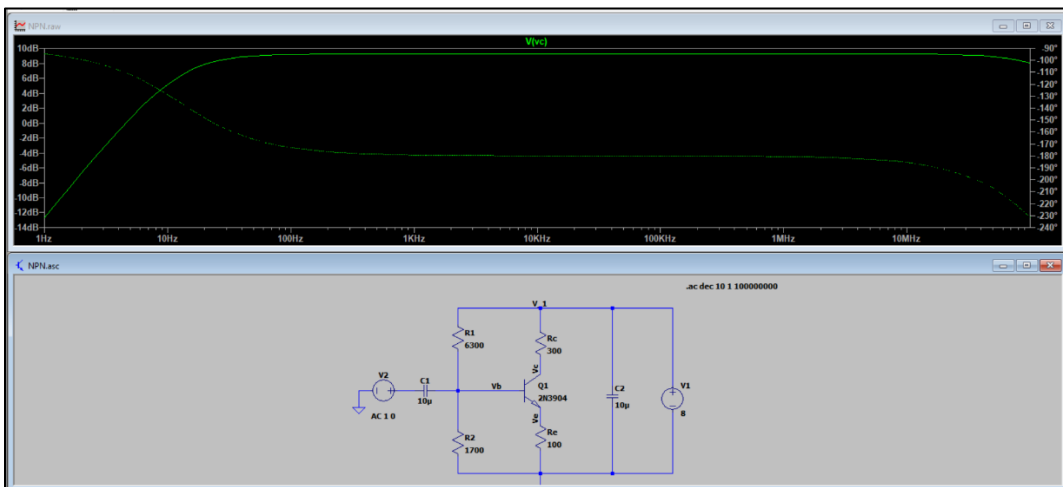 NPN.raw
V(vc)
10dB
8dB
6dB
4dB
2dB
0dB
-2dB
-4dB
-6dB
-8dB
-10dB
-12dB
-14dB
-90°
-100°
-110°
-120°
-130°
-140°
-150°
-160°
-170°
-180°
-190°
-200°
-210°
-220°
-230°
-240°
1Hz 10Hz 100Hz 1KHz 10KHz 100KHz 1MHz 10MHz
NPN.asc
.ac dec 10 1 100000000
V_1
R1
6300
Rc
300
Vc
V2
C1
10µ
Vb
Q1
2N3904
C2
10µ
V1
8
AC 1 0
Ve
R2
1700
Re
100